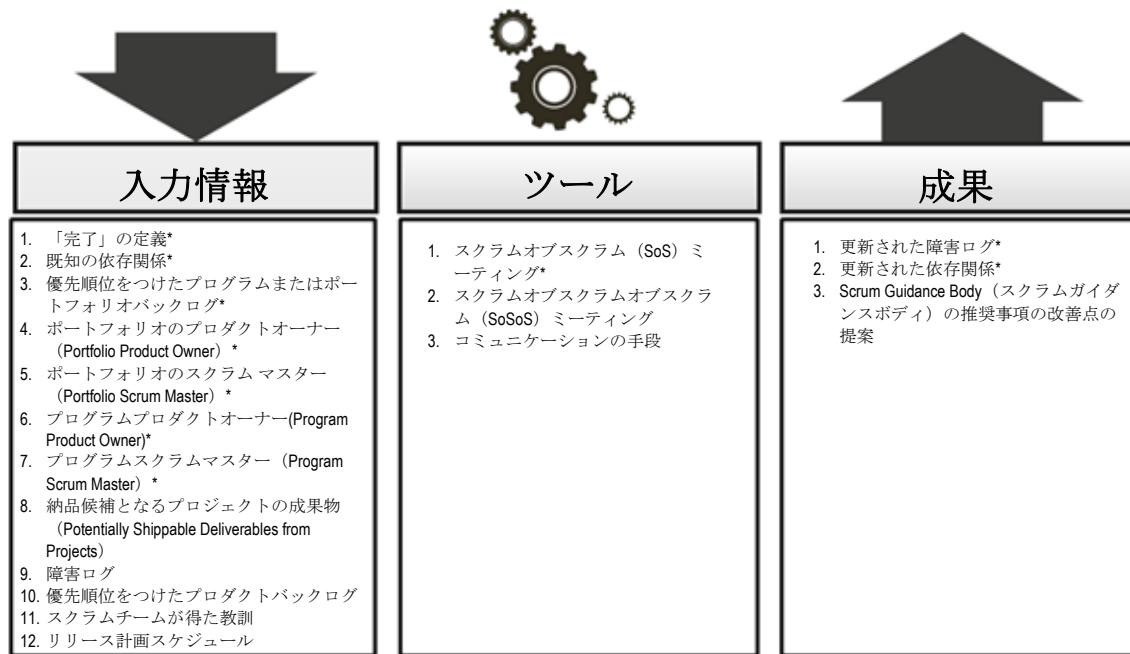 入力情報
1. 「完了」の定義*
2. 既知の依存関係*
3. 優先順位をつけたプログラムまたはポー
トフォリオバックログ*
4. ポートフォリオのプロダクトオーナー
（Portfolio Product Owner）*
5. ポートフォリオのスクラム マスター
（Portfolio Scrum Master）*
6. プログラムプロダクトオーナー(Program
Product Owner)*
7. プログラムスクラムマスター（Program
Scrum Master）*
8. 納品候補となるプロジェクトの成果物
（Potentially Shippable Deliverables from
Projects）
9. 障害ログ
10. 優先順位をつけたプロダクトバックログ
11. スクラムチームが得た教訓
12. リリース計画スケジュール
ツール
1. スクラムオブスクラム（SoS）ミ
ーティング*
2. スクラムオブスクラムオブスクラ
ム（SoSoS）ミーティング
3. コミュニケーションの手段
成果
1. 更新された障害ログ*
2. 更新された依存関係*
3. Scrum Guidance Body（スクラムガイダ
ンスボディ）の推奨事項の改善点の
提案